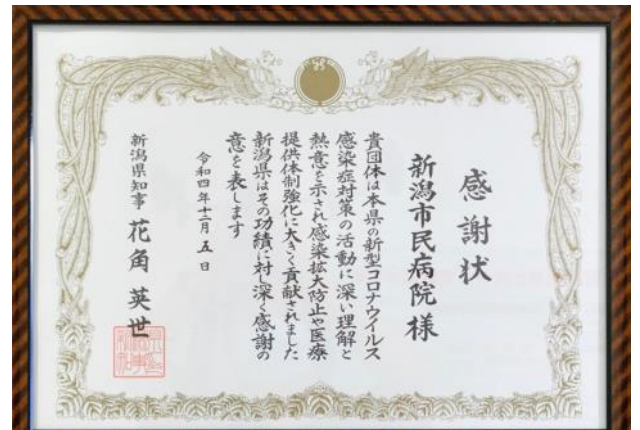 感謝状
新潟市民病院 様
貴団体は本県の新型コロナウイルス
感染症対策の活動に深い理解と
熱意を示され感染拡大防止や医療
提供体制強化に大きく貢献されました
新潟県はその功績に対し深く感謝の
意を表します
令和四年十二月五日
新潟県知事 花角英世